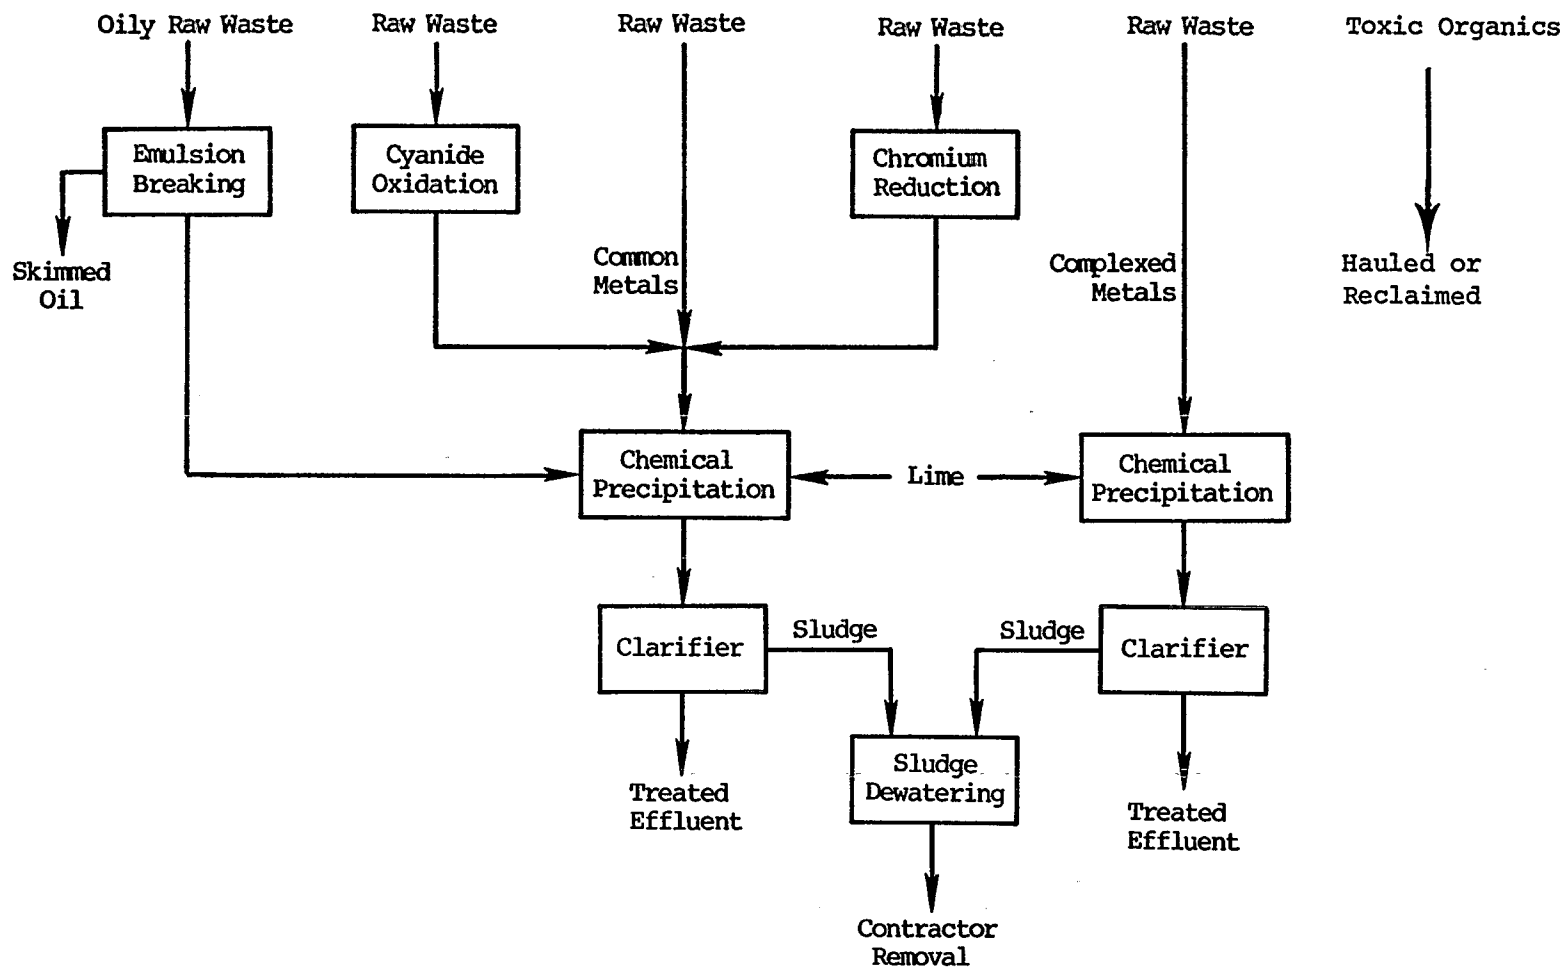 Oily Raw Waste
Raw Waste
Raw Waste
Raw Waste
Raw Waste
Toxic Organics
Emulsion
Breaking
Cyanide
Oxidation
Chromium
Reduction
Skimmed
Oil
Common
Metals
Complexed
Metals
Hauled or
Reclaimed
Chemical
Precipitation
Lime
Chemical
Precipitation
Clarifier
Sludge
Sludge
Clarifier
Sludge
Dewatering
Treated
Effluent
Treated
Effluent
Contractor
Removal